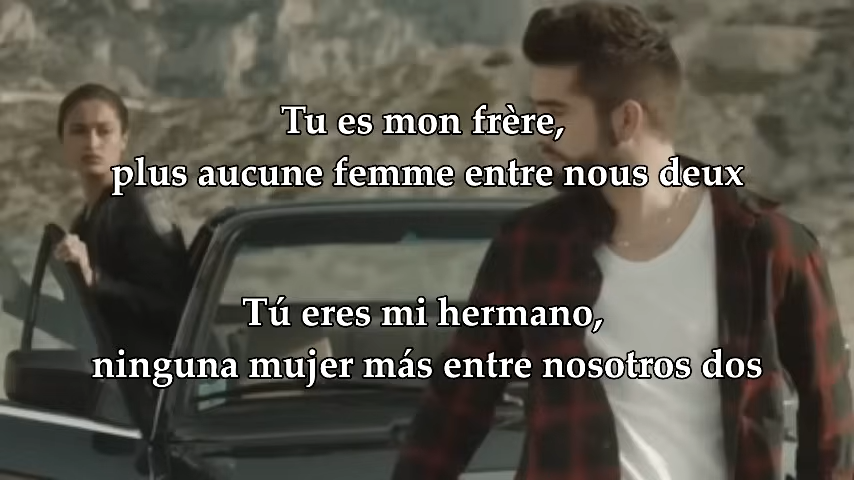 Tu es mon frère,
plus aucune femme entre nous deux
Tú eres mi hermano,
ninguna mujer más entre nosotros dos